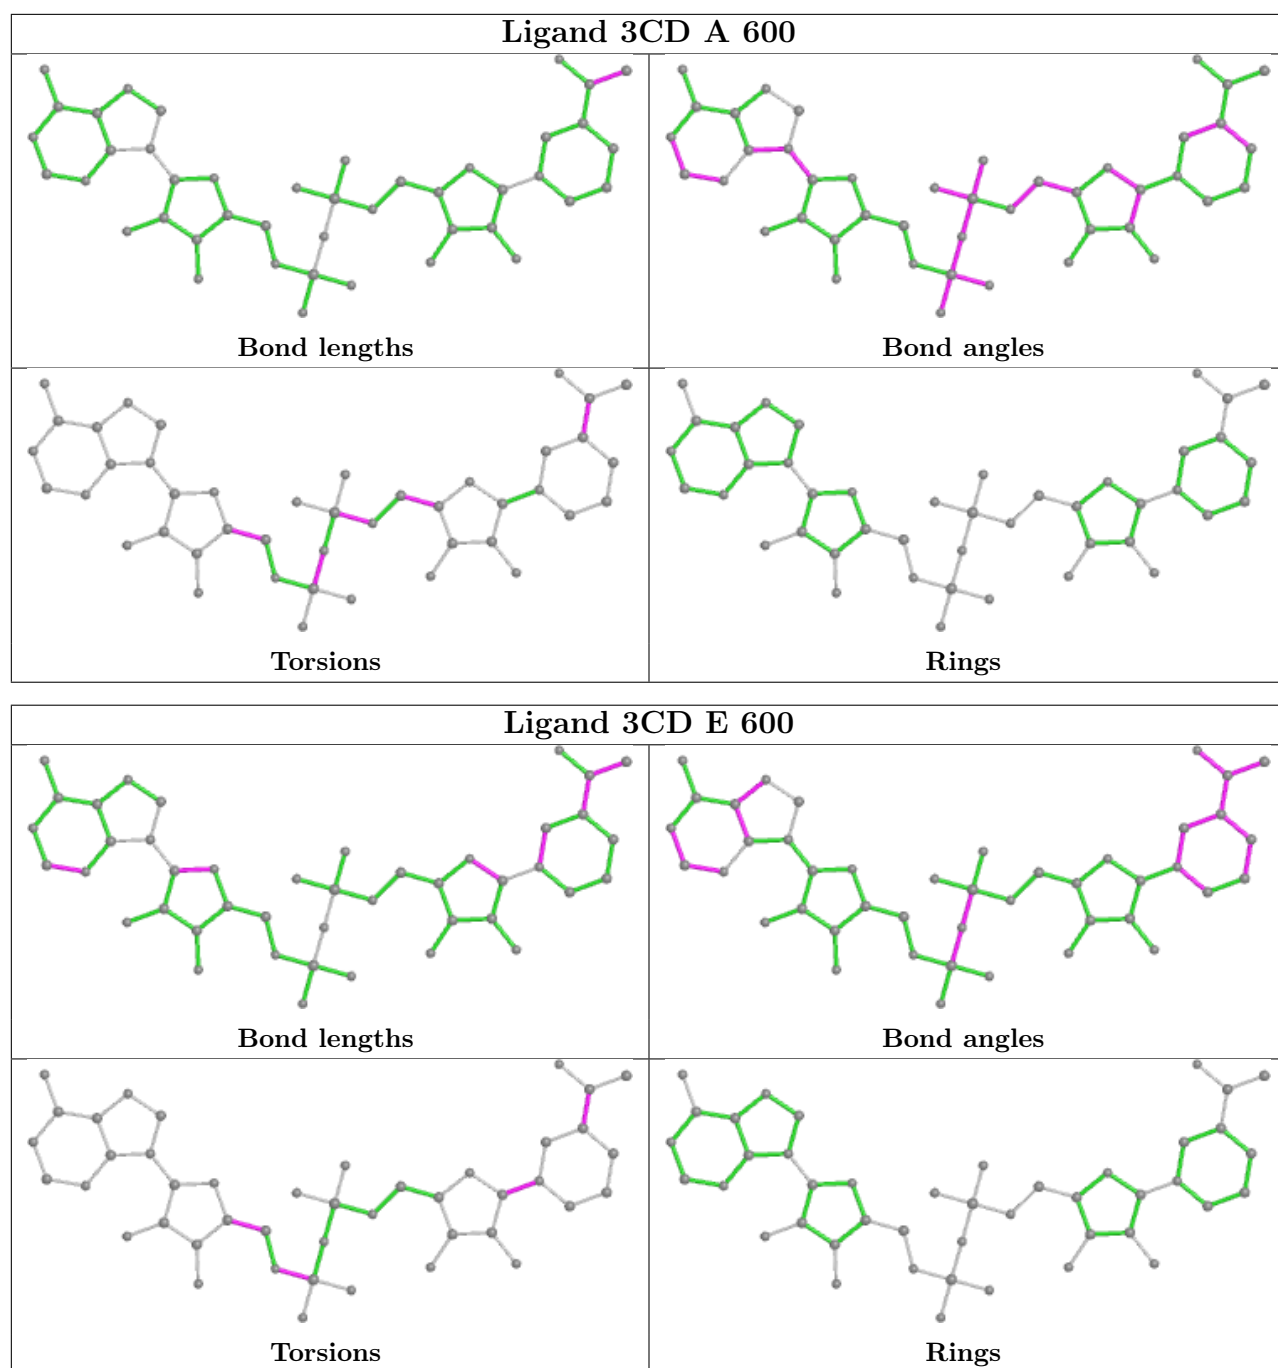 Ligand 3CD A 600
Bond lengths
Bond angles
Torsions
Rings
Ligand 3CD E 600
Bond lengths
Bond angles
Torsions
Rings